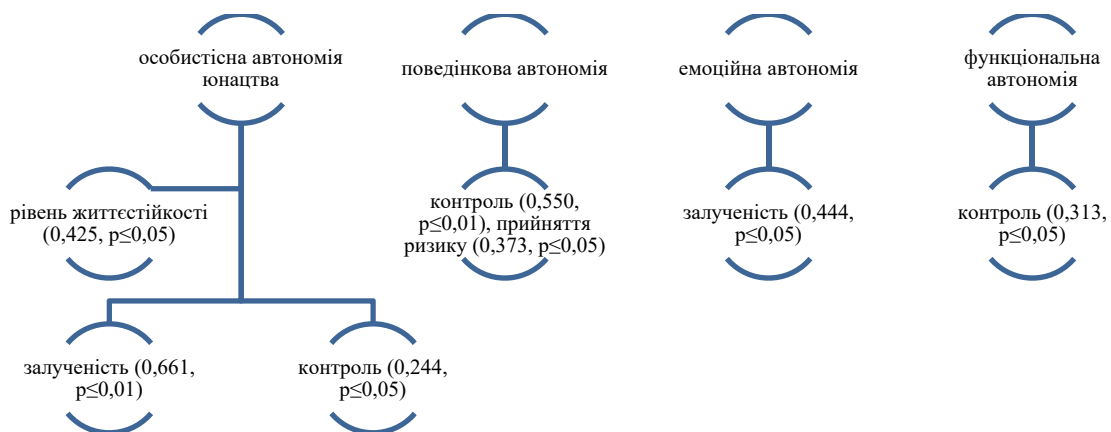 особистісна автономія
юнацтва
поведінкова автономія
емоційна автономія
функціональна
автономія
рівень життєстійкості
(0,425, p≤0,05)
контроль (0,550,
p≤0,01), прийняття
ризику (0,373, p≤0,05)
залученість (0,444,
p≤0,05)
контроль (0,313,
p≤0,05)
залученість (0,661,
p≤0,01)
контроль (0,244,
p≤0,05)